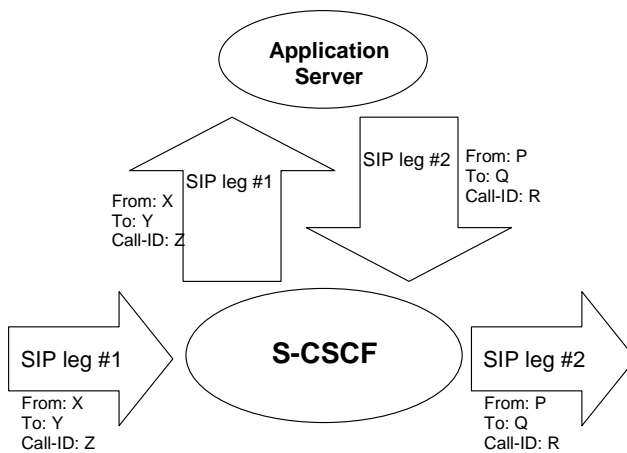 Application
Server
SIP leg #1
From: X
To: Y
Call-ID: Z
SIP leg #2
From: P
To: Q
Call-ID: R
SIP leg #1
From: X
To: Y
Call-ID: Z
S-CSCF
SIP leg #2
From: P
To: Q
Call-ID: R